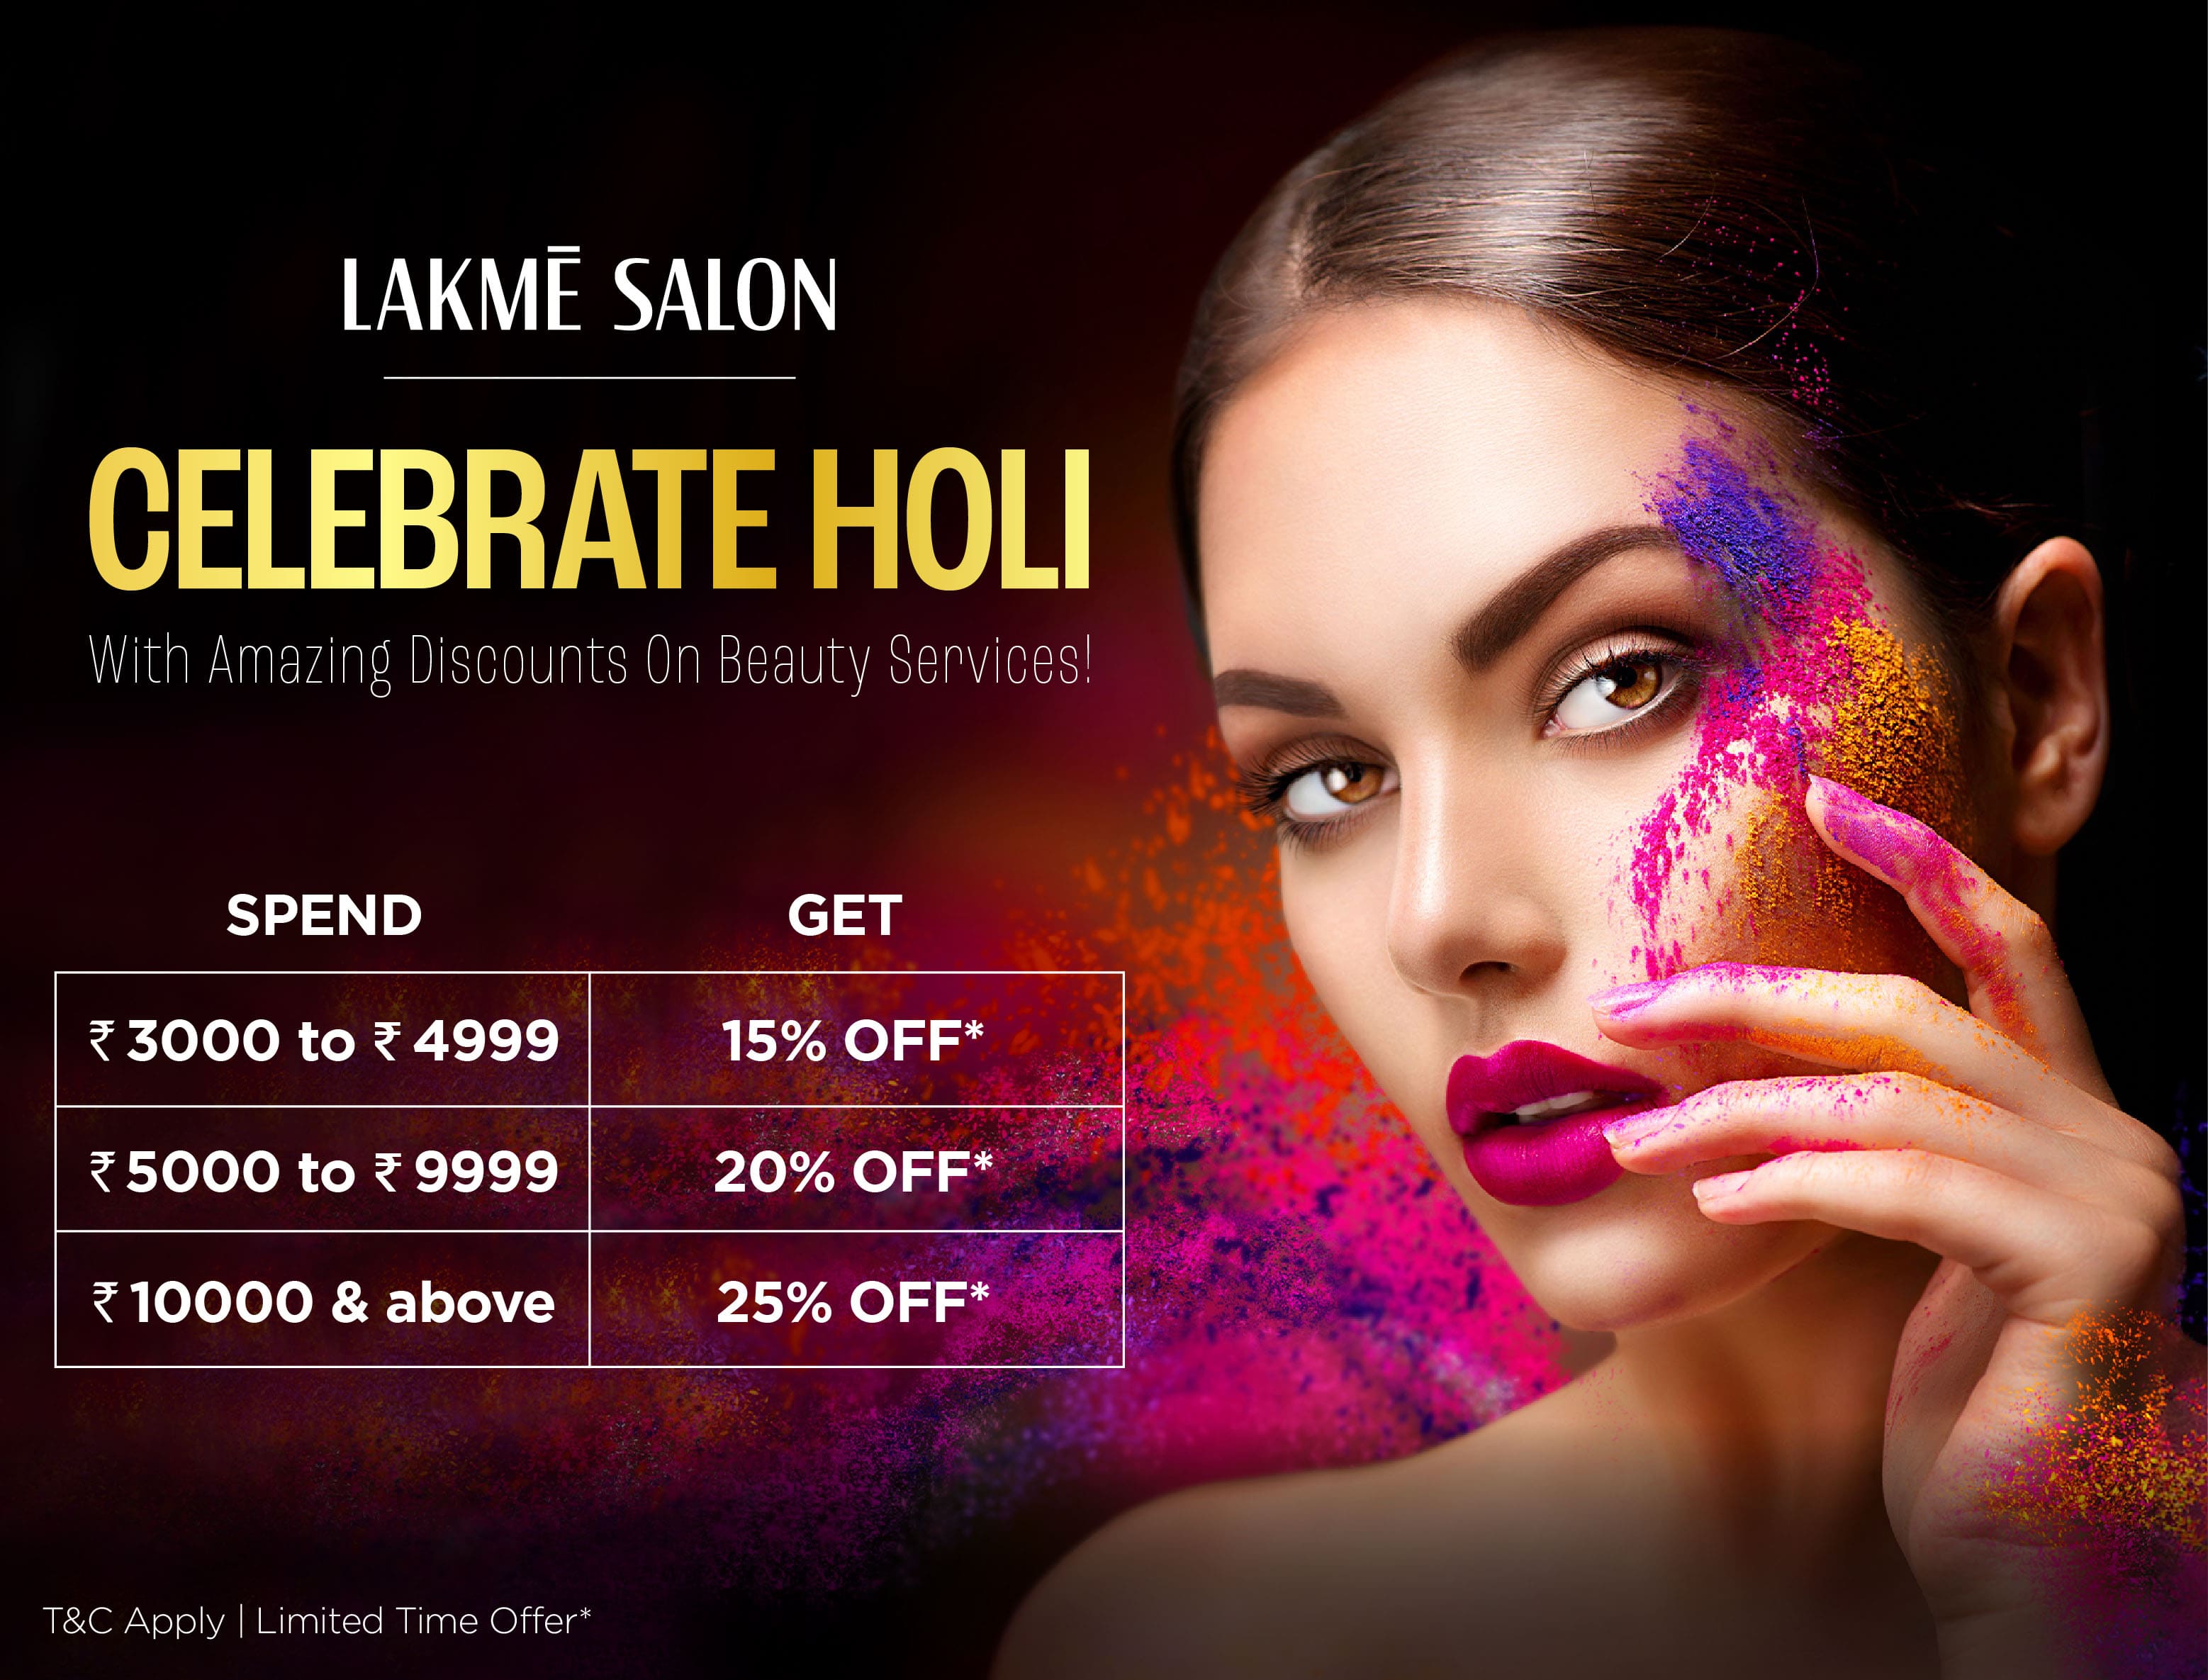 LAKMĒ SALON
CELEBRATE HOLI
With Amazing Discounts On Beauty Services!
SPEND GET
₹ 3000 to ₹ 4999 15% OFF*
₹ 5000 to ₹ 9999 20% OFF*
₹ 10000 & above 25% OFF*
T&C Apply | Limited Time Offer*